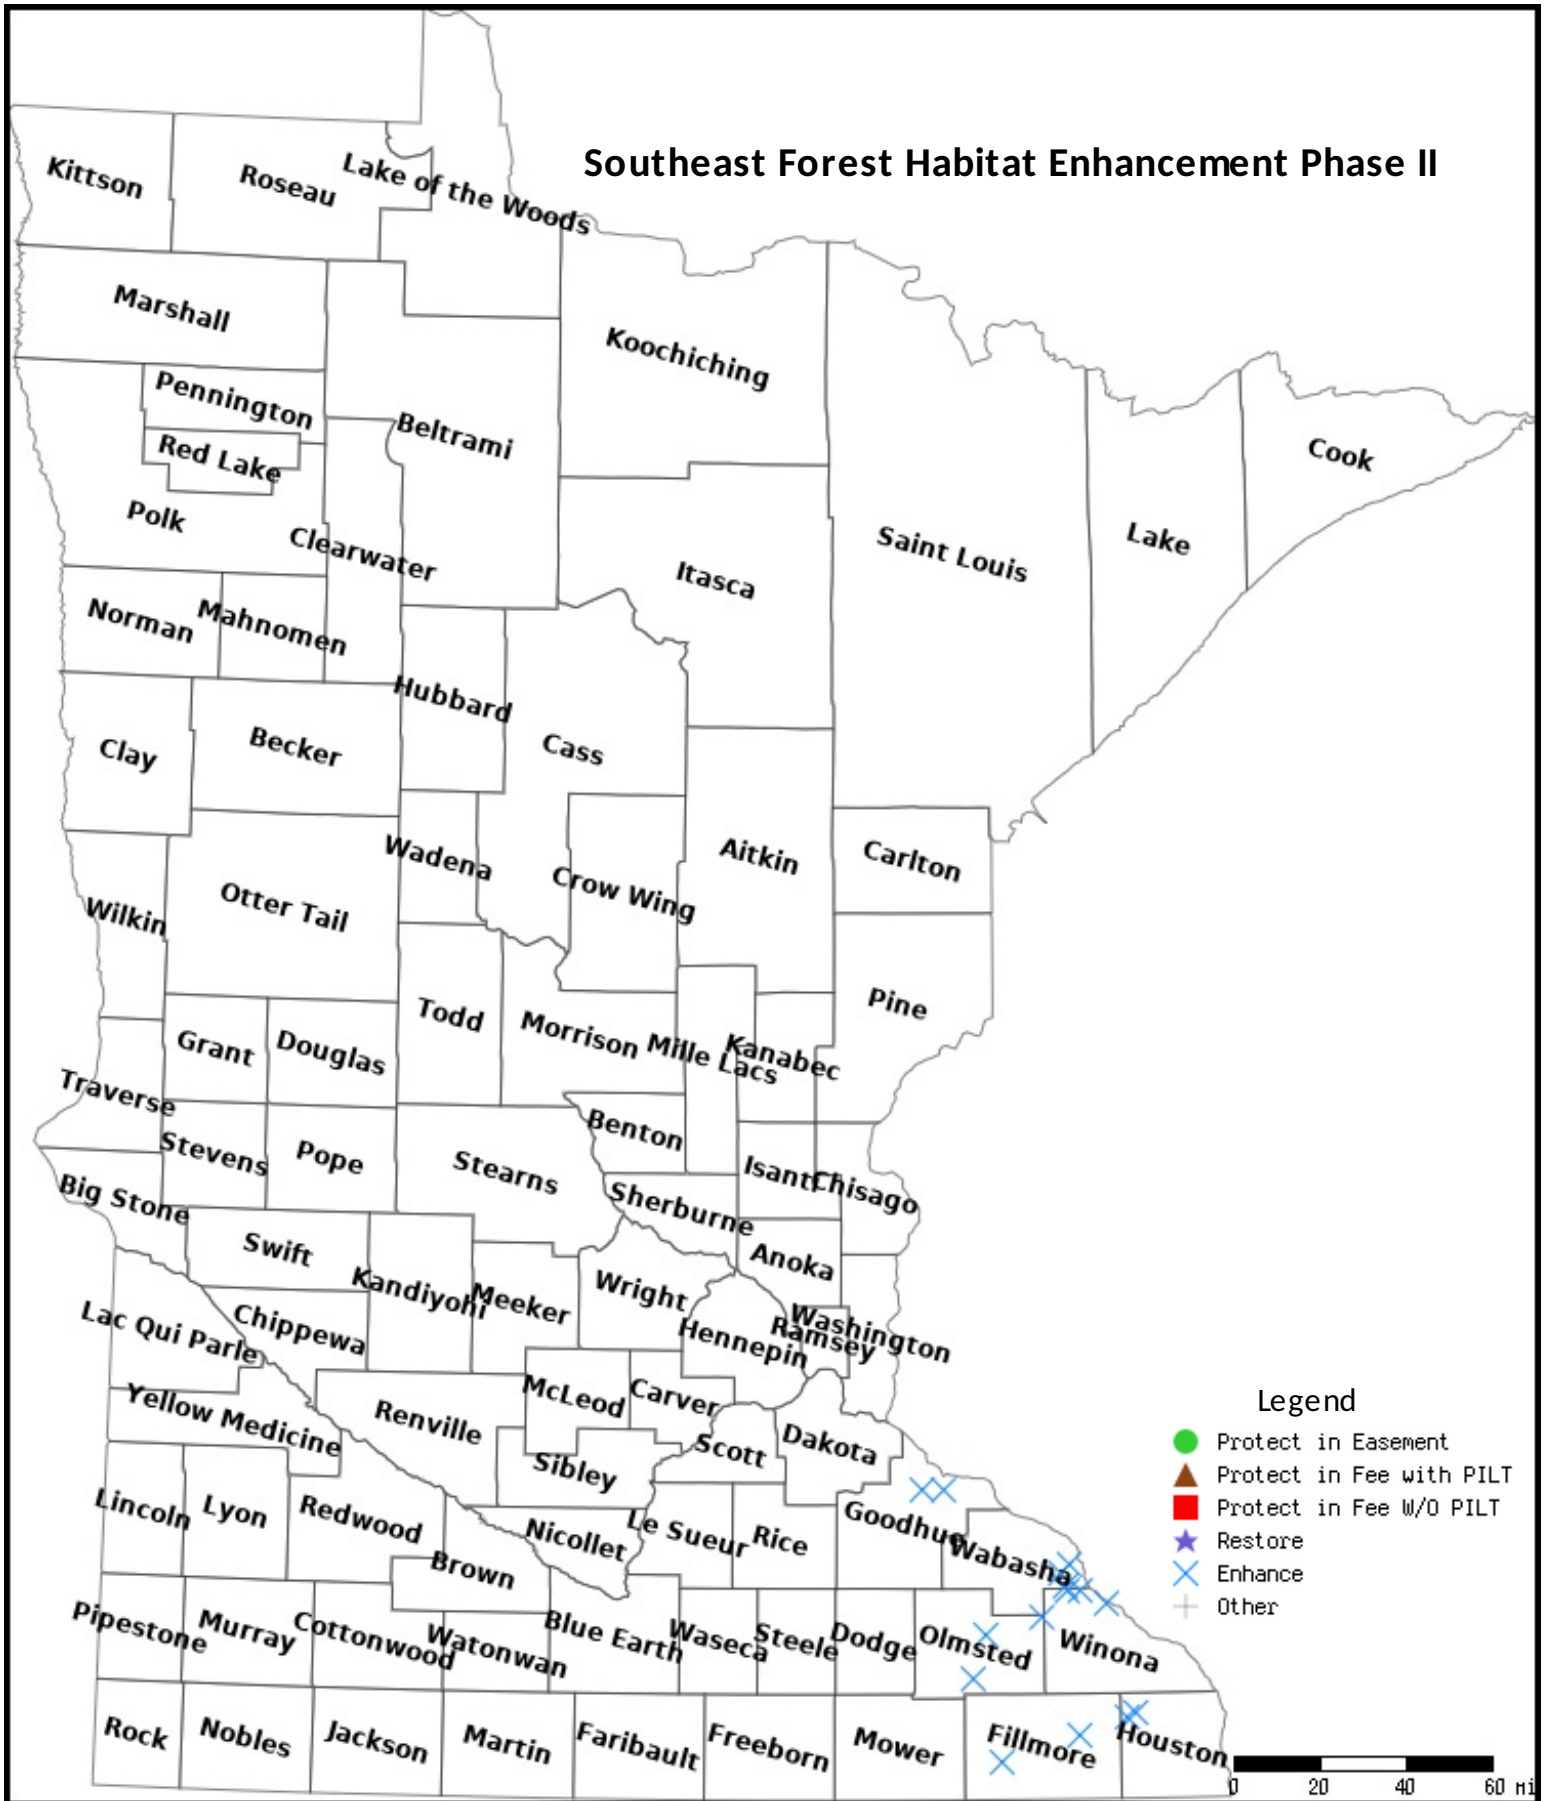 Southeast Forest Habitat Enhancement Phase II
Kittson
Roseau
Lake of the Woods
Marshall
Koochiching
Pennington
Beltrami
Red Lake
Cook
Polk
Clearwater
Saint Louis
Lake
Itasca
Norman
Mahnomen
Hubbard
Clay
Becker
Cass
Wadena
Aitkin
Carlton
Crow Wing
Otter Tail
Wilkin
Pine
Todd
Morrison
Mille Lacs
Kanabec
Grant
Douglas
Traverse
Benton
Stevens
Pope
Stearns
Isanti
Chisago
Big Stone
Sherburne
Swift
Anoka
Kandiyohi
Meeker
Wright
Washington
Ramsey
Hennepin
Lac Qui Parle
Chippewa
McLeod
Carver
Yellow Medicine
Renville
Scott
Dakota
Sibley
Lincoln
Lyon
Redwood
Nicollet
Le Sueur
Rice
Goodhue
Wabasha
Brown
Pipestone
Murray
Cottonwood
Watonwan
Blue Earth
Waseca
Steele
Dodge
Olmsted
Winona
Rock
Nobles
Jackson
Martin
Faribault
Freeborn
Mower
Fillmore
Houston
Legend
Protect in Easement
Protect in Fee with PILT
Protect in Fee W/O PILT
Restore
Enhance
Other
0 20 40 60 mi